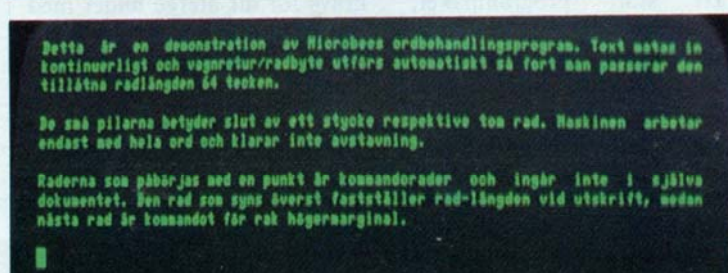 Detta är en demonstration av Microbees ordbehandlingsprogram. Text matas in
kontinuerligt och vagnretur/radbyte utförs automatiskt så fort man passerar den
tillåtna radlängden 64 tecken.
De små pilarna betyder slut av ett stycke respektive tom rad. Maskinen arbetar
endast med hela ord och klarar inte avstavning.
Raderna som påbörjas med en punkt är kommandorader och ingår inte i själva
dokumentet. Den rad som syns överst fastställer rad-längden vid utskrift, medan
nästa rad är kommandot för rak högermarginal.